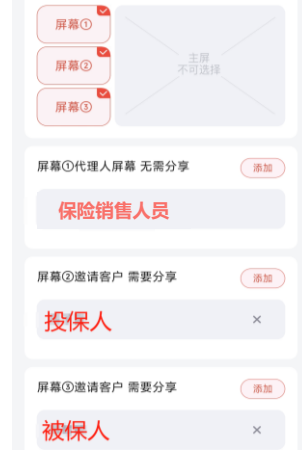 屏幕①
屏幕②
屏幕③
主屏
不可选择
屏幕①代理人屏幕 无需分享
添加
保险销售人员
屏幕②邀请客户 需要分享
添加
投保人
×
屏幕③邀请客户 需要分享
添加
被保人
×